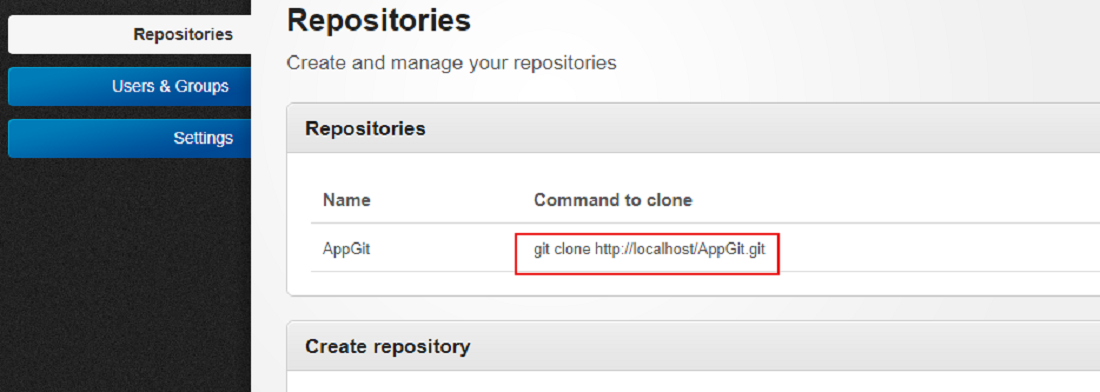 Repositories
Users & Groups
Settings
Repositories
Create and manage your repositories
Repositories
Name Command to clone
AppGit git clone http://localhost/AppGit.git
Create repository